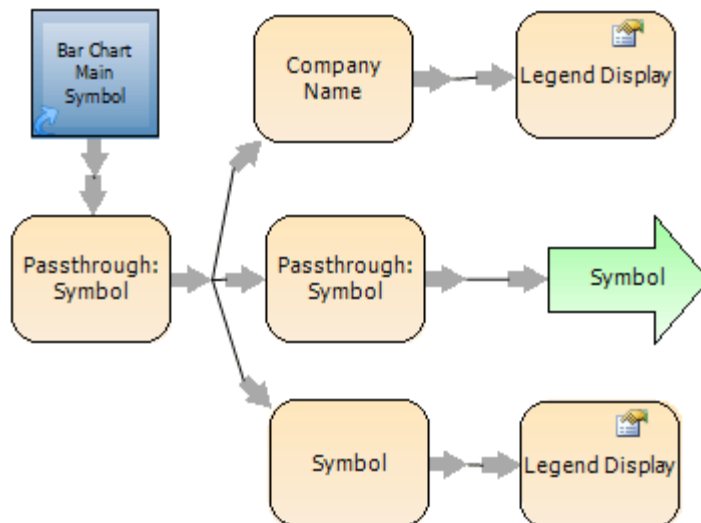 Bar Chart
Main
Symbol
Company
Name
Legend Display
Passthrough:
Symbol
Passthrough:
Symbol
Symbol
Symbol
Legend Display